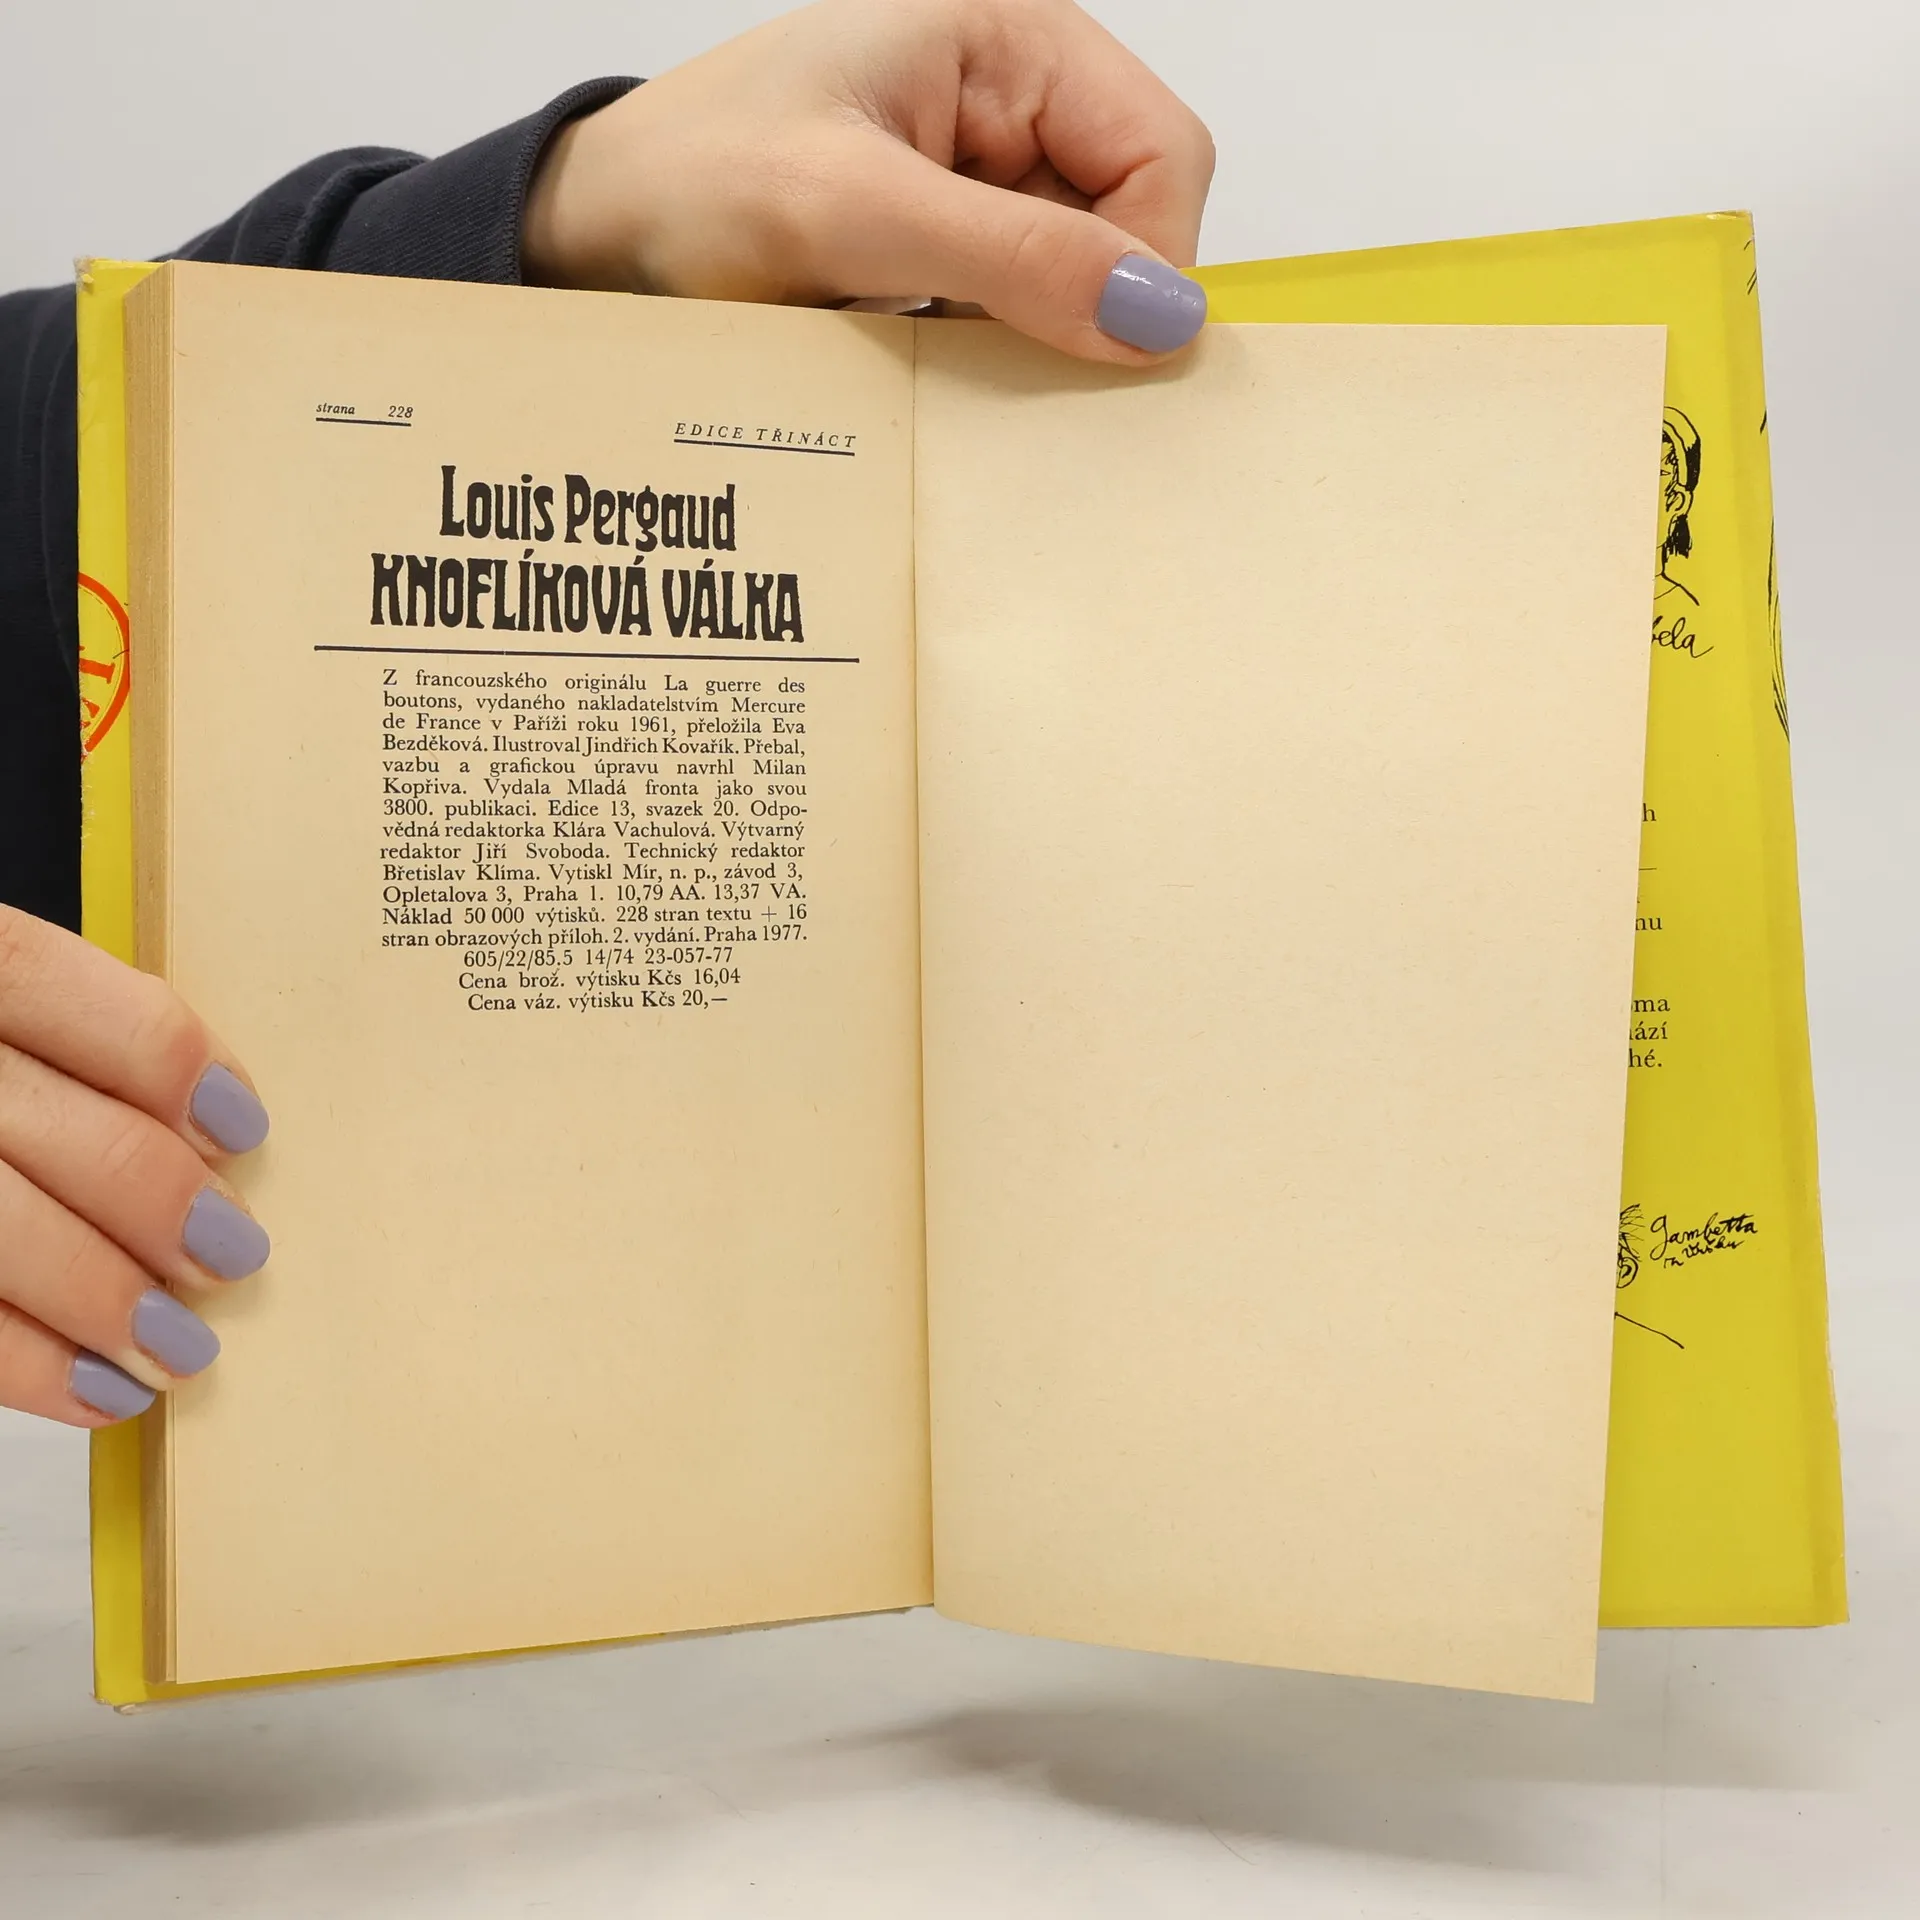 strana 228
EDICE TŘINÁCT
Louis Pergaud
KNOFLÍKOVÁ VÁLKA
Z francouzského originálu La guerre des
boutons, vydaného nakladatelstvím Mercure
de France v Paříži roku 1961, přeložila Eva
Bezděková. Ilustroval Jindřich Kovařík. Přebal,
vazbu a grafickou úpravu navrhl Milan
Kopřiva. Vydala Mladá fronta jako svou
3800. publikaci. Edice 13, svazek 20. Odpo-
vědná redaktorka Klára Vachulová. Výtvarný
redaktor Jiří Svoboda. Technický redaktor
Břetislav Klíma. Vytiskl Mír, n. p., závod 3,
Opletalova 3, Praha 1. 10,79 AA. 13,37 VA.
Náklad 50 000 výtisků. 228 stran textu + 16
stran obrazových příloh. 2. vydání. Praha 1977.
605/22/85.5 14/74 23-057-77
Cena brož. výtisku Kčs 16,04
Cena váz. výtisku Kčs 20,—
bela
h
nu
oma
hází
hé.
Gambetta